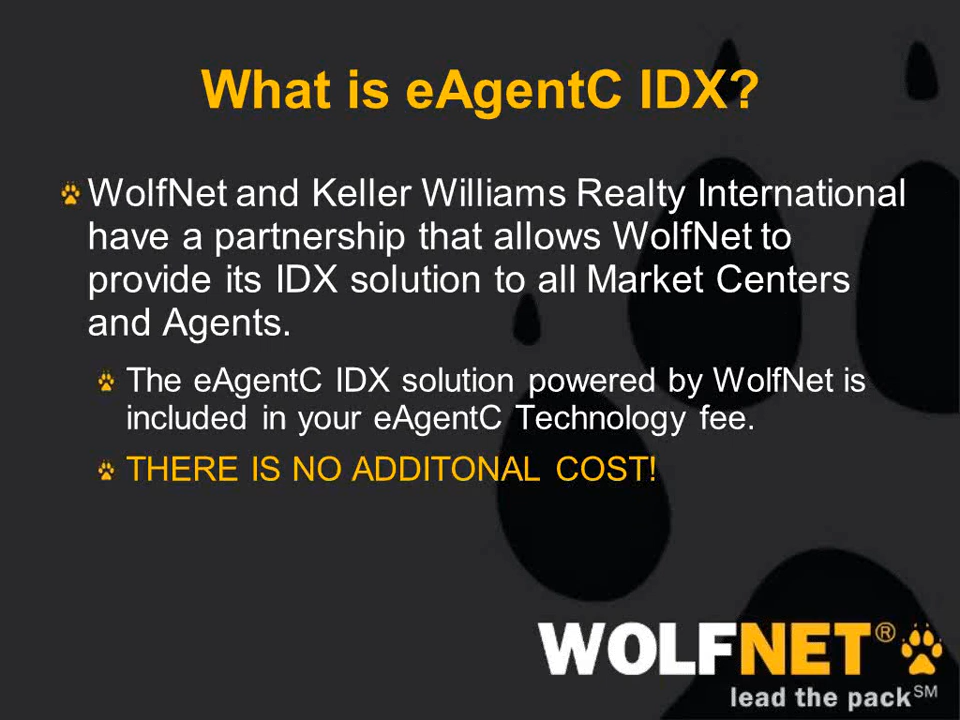 What is eAgentC IDX?
WolfNet and Keller Williams Realty International
have a partnership that allows WolfNet to
provide its IDX solution to all Market Centers
and Agents.
The eAgentC IDX solution powered by WolfNet is
included in your eAgentC Technology fee.
THERE IS NO ADDITONAL COST!
WOLFNET®
lead the pack℠